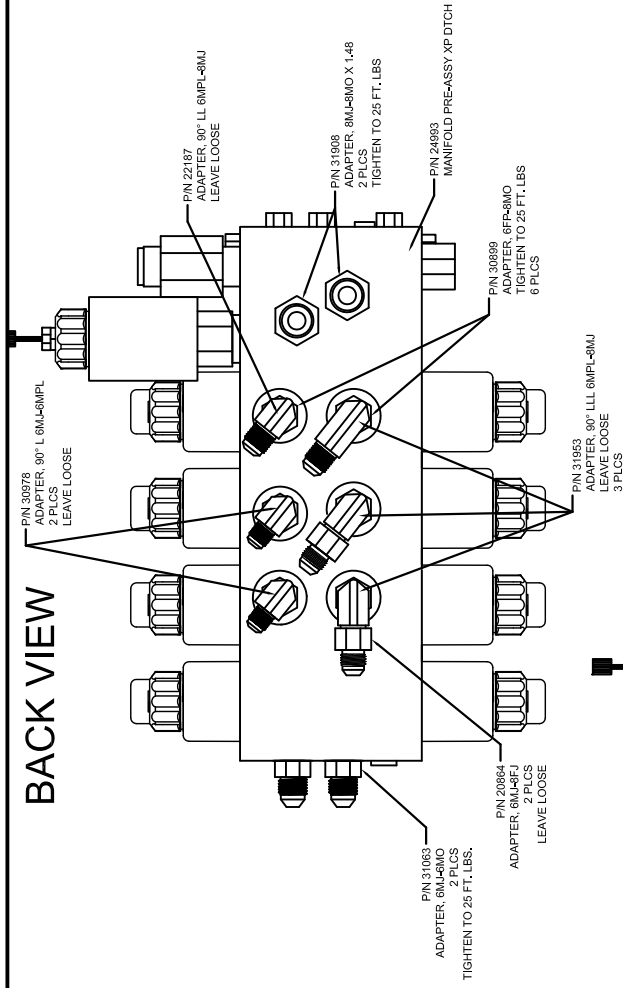 BACK VIEW
P/N 30978
ADAPTER, 90° L 6MJ-6MPL
2 PLCS
LEAVE LOOSE
P/N 22187
ADAPTER, 90° LL 6MPL-8MJ
LEAVE LOOSE
P/N 31908
ADAPTER, 8MJ-8MO X 1.48
2 PLCS
TIGHTEN TO 25 FT. LBS
P/N 24993
MANIFOLD PRE-ASSY XP DTCH
P/N 30899
ADAPTER, 6FP-8MO
TIGHTEN TO 25 FT. LBS
6 PLCS
P/N 31953
ADAPTER, 90° LLL 6MPL-8MJ
LEAVE LOOSE
3 PLCS
P/N 20864
ADAPTER, 6MJ-8FJ
2 PLCS
LEAVE LOOSE
P/N 31063
ADAPTER, 6MJ-6MO
2 PLCS
TIGHTEN TO 25 FT. LBS.